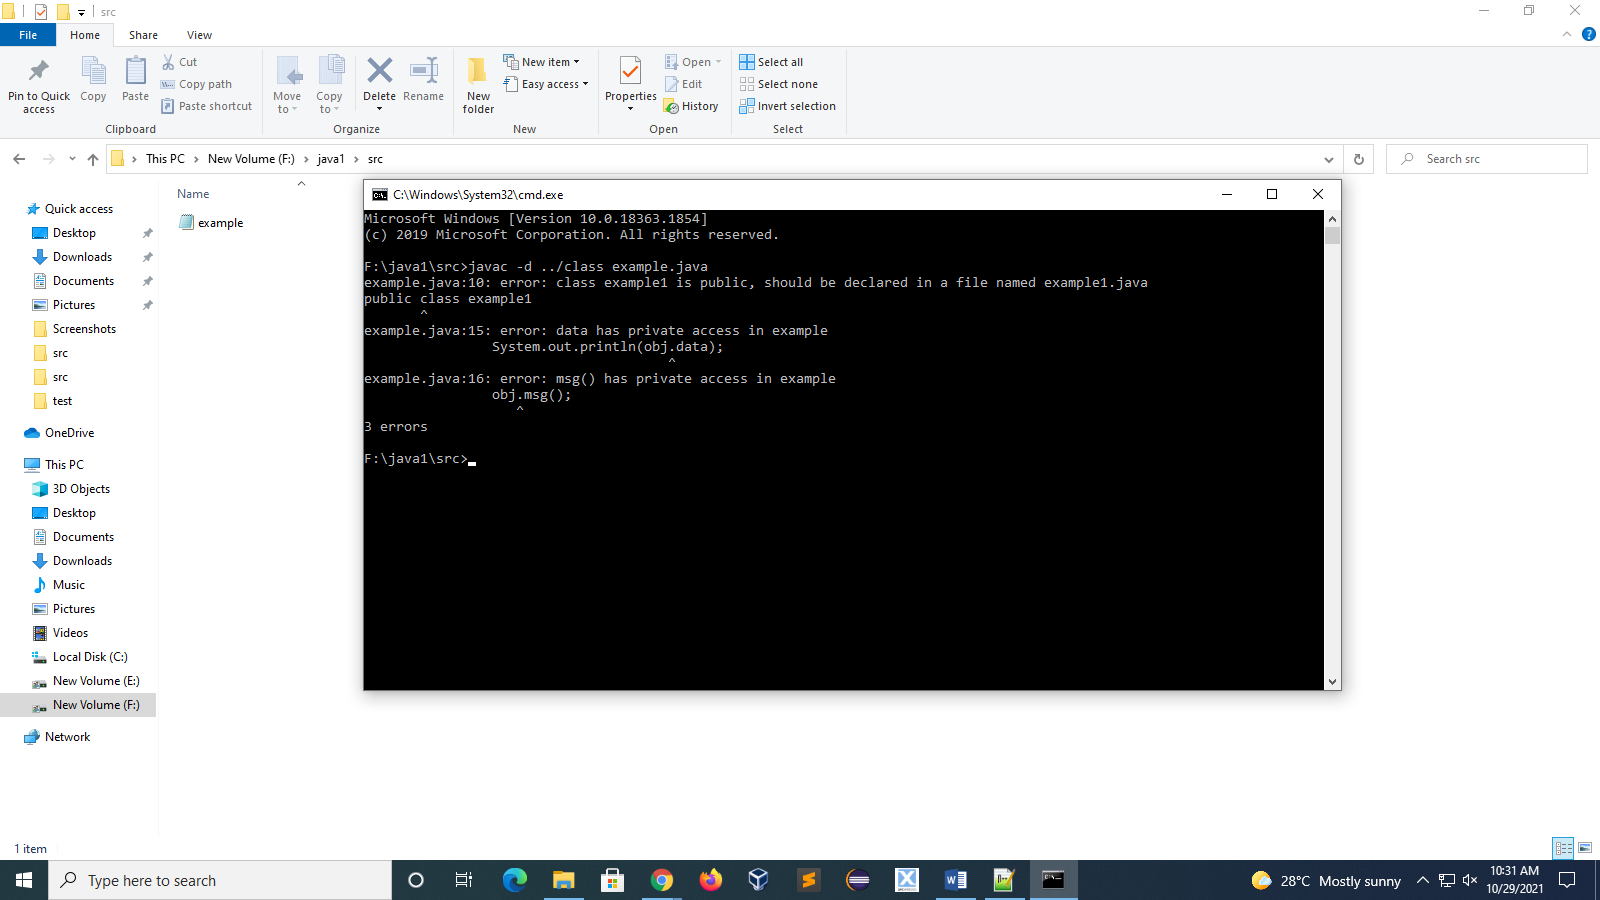 src
File
Home
Share
View
Pin to Quick access
Copy
Paste
Cut
Copy path
Paste shortcut
Clipboard
Move to
Copy to
Delete
Rename
Organize
New folder
New item
Easy access
New
Properties
Open
Edit
History
Open
Select all
Select none
Invert selection
Select
This PC > New Volume (F:) > java1 > src
Search src
Name
example
Quick access
Desktop
Downloads
Documents
Pictures
Screenshots
src
src
test
OneDrive
This PC
3D Objects
Desktop
Documents
Downloads
Music
Pictures
Videos
Local Disk (C:)
New Volume (E:)
New Volume (F:)
Network
C:\Windows\System32\cmd.exe
Microsoft Windows [Version 10.0.18363.1854]
(c) 2019 Microsoft Corporation. All rights reserved.
F:\java1\src>javac -d ../class example.java
example.java:10: error: class example1 is public, should be declared in a file named example1.java
public class example1
^
example.java:15: error: data has private access in example
System.out.println(obj.data);
^
example.java:16: error: msg() has private access in example
obj.msg();
^
3 errors
F:\java1\src>
1 item
Type here to search
28°C Mostly sunny
10:31 AM
10/29/2021